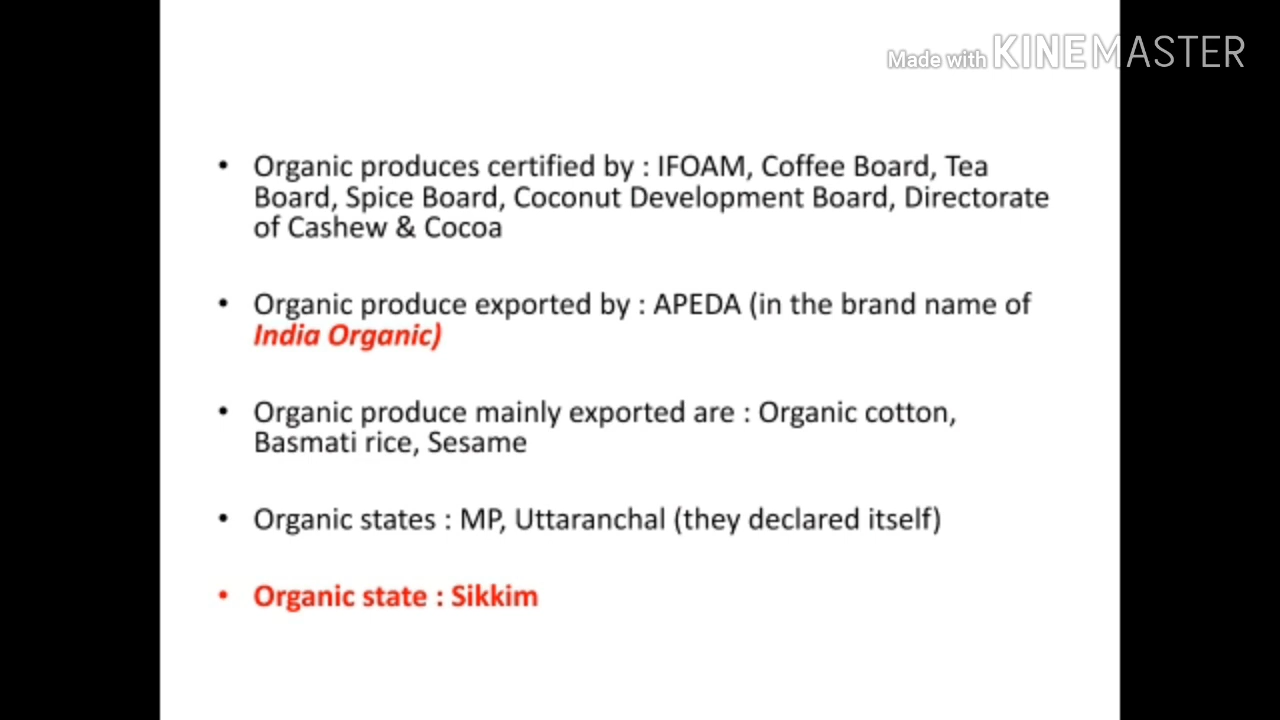 Made with KINEMASTER
• Organic produces certified by : IFOAM, Coffee Board, Tea
Board, Spice Board, Coconut Development Board, Directorate
of Cashew & Cocoa
• Organic produce exported by : APEDA (in the brand name of
India Organic)
• Organic produce mainly exported are : Organic cotton,
Basmati rice, Sesame
• Organic states : MP, Uttaranchal (they declared itself)
• Organic state : Sikkim